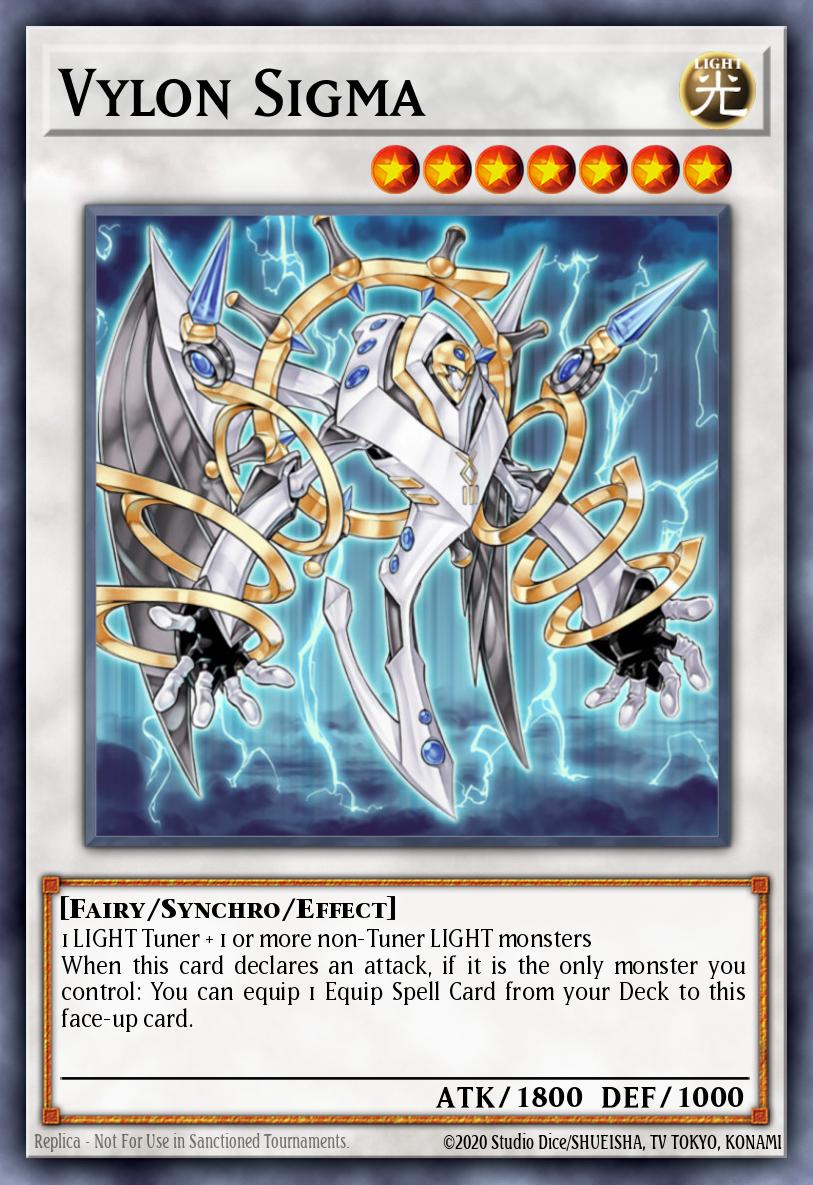 Vylon Sigma
LIGHT
光
[Fairy/Synchro/Effect]
1 LIGHT Tuner + 1 or more non-Tuner LIGHT monsters
When this card declares an attack, if it is the only monster you
control: You can equip 1 Equip Spell Card from your Deck to this
face-up card.
ATK/1800 DEF/1000
Replica - Not For Use in Sanctioned Tournaments.
©2020 Studio Dice/SHUEISHA, TV TOKYO, KONAMI